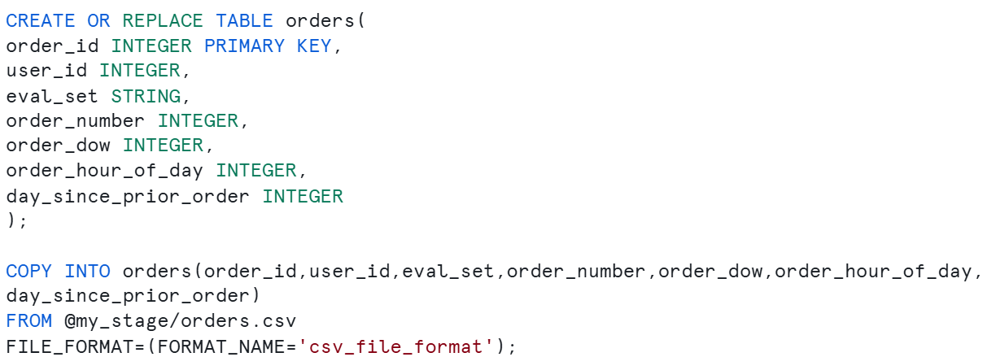 CREATE OR REPLACE TABLE orders(
order_id INTEGER PRIMARY KEY,
user_id INTEGER,
eval_set STRING,
order_number INTEGER,
order_dow INTEGER,
order_hour_of_day INTEGER,
day_since_prior_order INTEGER
);
COPY INTO orders(order_id,user_id,eval_set,order_number,order_dow,order_hour_of_day,
day_since_prior_order)
FROM @my_stage/orders.csv
FILE_FORMAT=(FORMAT_NAME='csv_file_format');